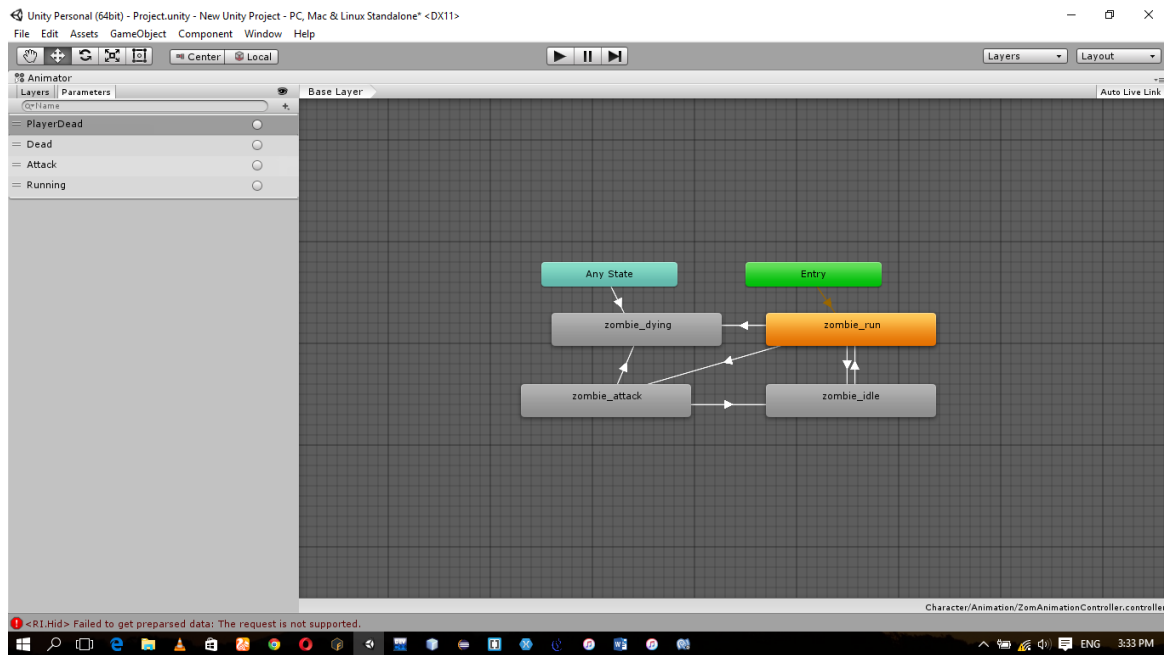 Unity Personal (64bit) - Project.unity - New Unity Project - PC, Mac & Linux Standalone* <DX11>
File Edit Assets GameObject Component Window Help
Center Local Layers Layout
Animator
Layers Parameters Base Layer Auto Live Link
Name
PlayerDead
Dead
Attack
Running
Any State Entry
zombie_dying zombie_run
zombie_attack zombie_idle
Character/Animation/ZomAnimationController.controller
<RI.Hid> Failed to get preparsed data: The request is not supported.
ENG 3:33 PM